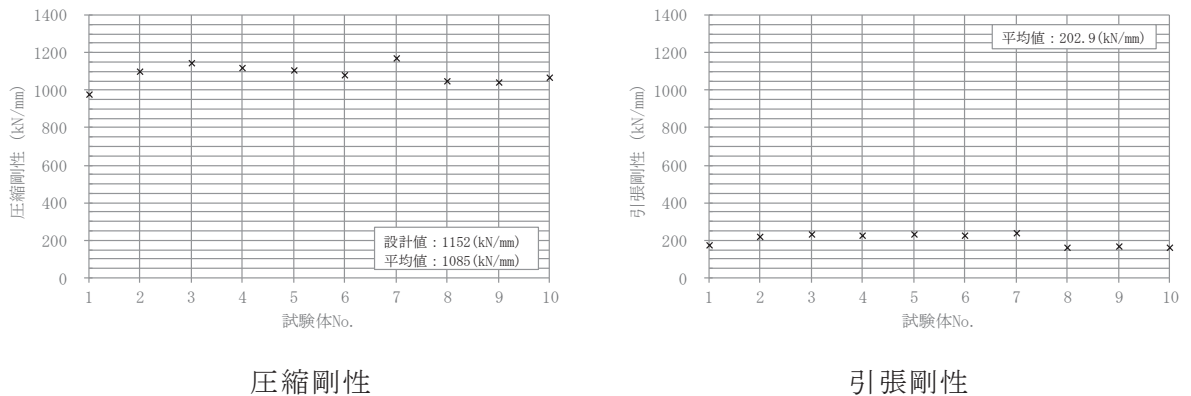 1400
1200
1000
800
600
400
200
0
圧縮剛性 (kN/mm)
設計値：1152(kN/mm)
平均値：1085(kN/mm)
1 2 3 4 5 6 7 8 9 10
試験体No.
圧縮剛性
1400
1200
1000
800
600
400
200
0
引張剛性 (kN/mm)
平均値：202.9(kN/mm)
1 2 3 4 5 6 7 8 9 10
試験体No.
引張剛性